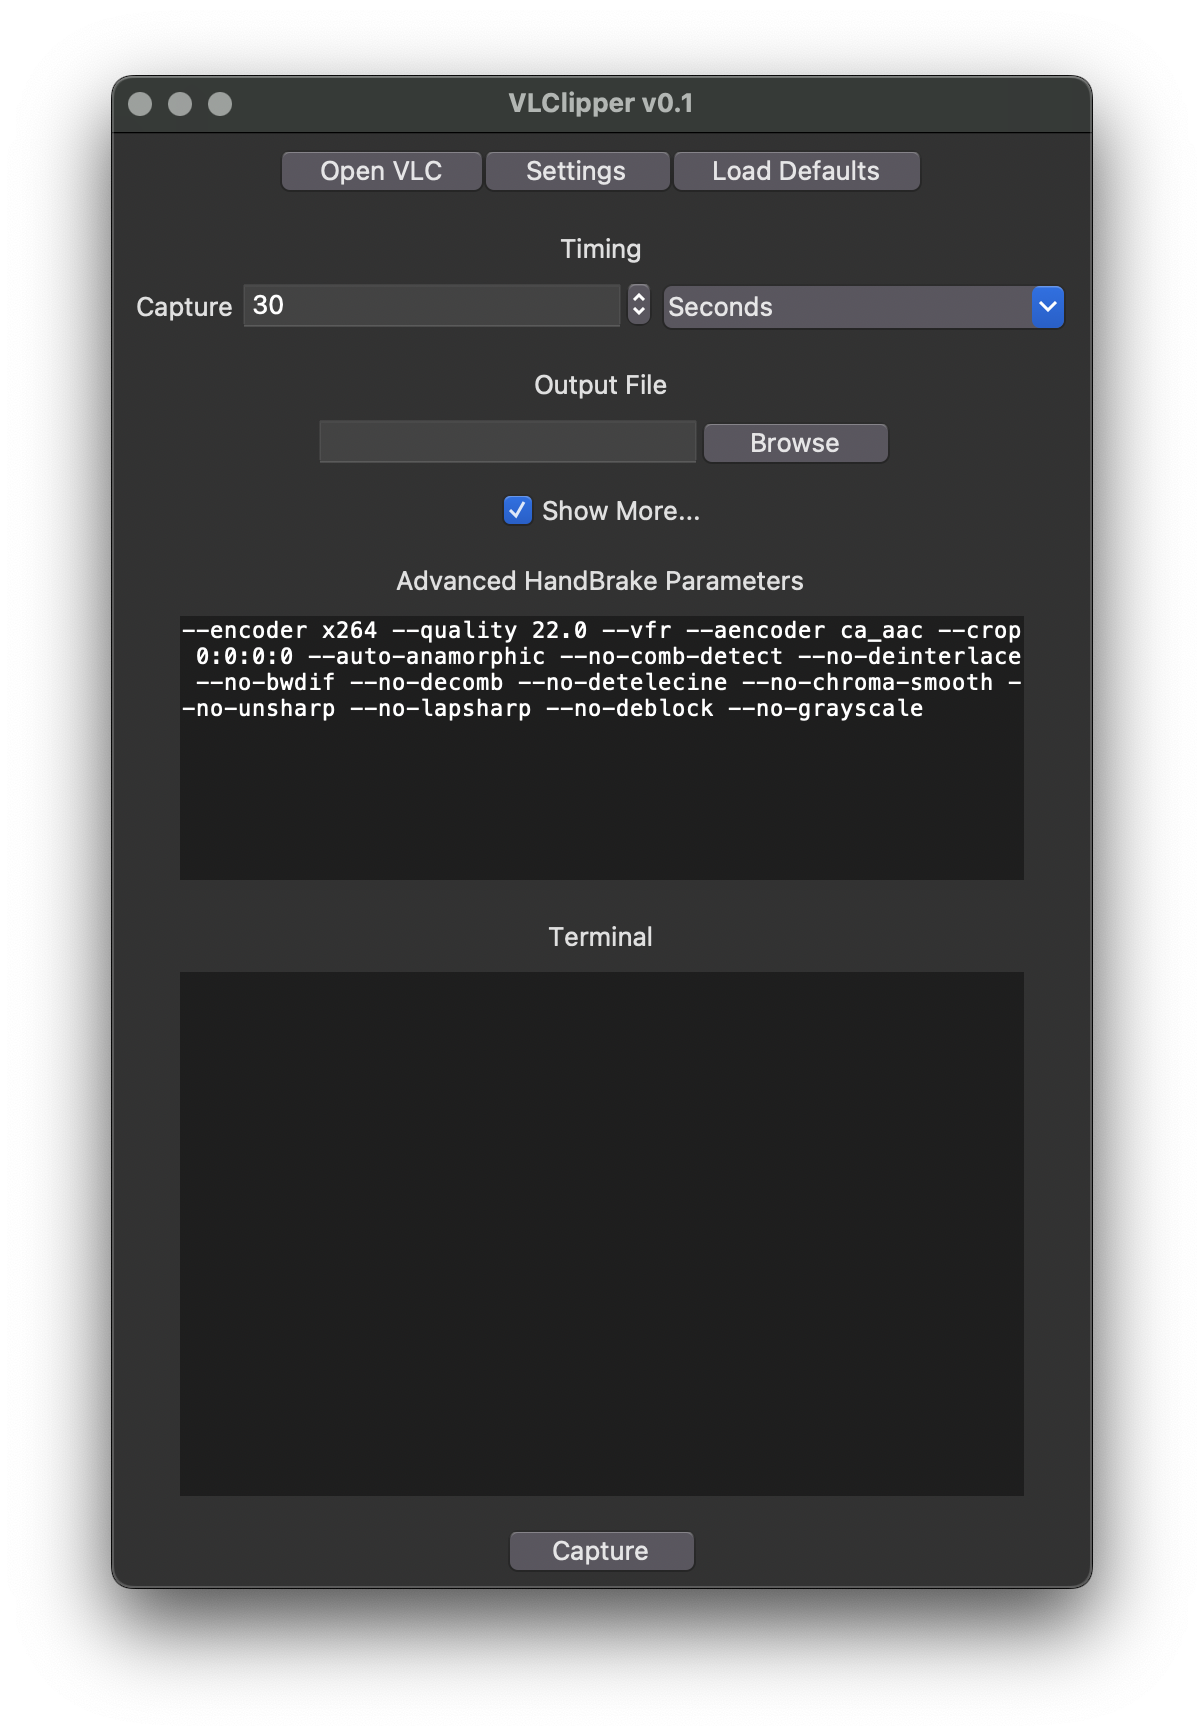 VLClipper v0.1
Open VLC Settings Load Defaults
Timing
Capture 30 Seconds
Output File
Browse
Show More...
Advanced HandBrake Parameters
--encoder x264 --quality 22.0 --vfr --aencoder ca_aac --crop
0:0:0:0 --auto-anamorphic --no-comb-detect --no-deinterlace
--no-bwdif --no-decomb --no-detelecine --no-chroma-smooth -
-no-unsharp --no-lapsharp --no-deblock --no-grayscale
Terminal
Capture